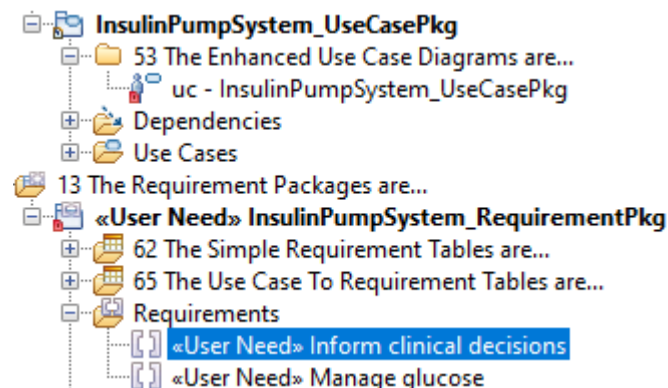 InsulinPumpSystem_UseCasePkg
53 The Enhanced Use Case Diagrams are...
uc - InsulinPumpSystem_UseCasePkg
Dependencies
Use Cases
13 The Requirement Packages are...
«User Need» InsulinPumpSystem_RequirementPkg
62 The Simple Requirement Tables are...
65 The Use Case To Requirement Tables are...
Requirements
«User Need» Inform clinical decisions
«User Need» Manage glucose